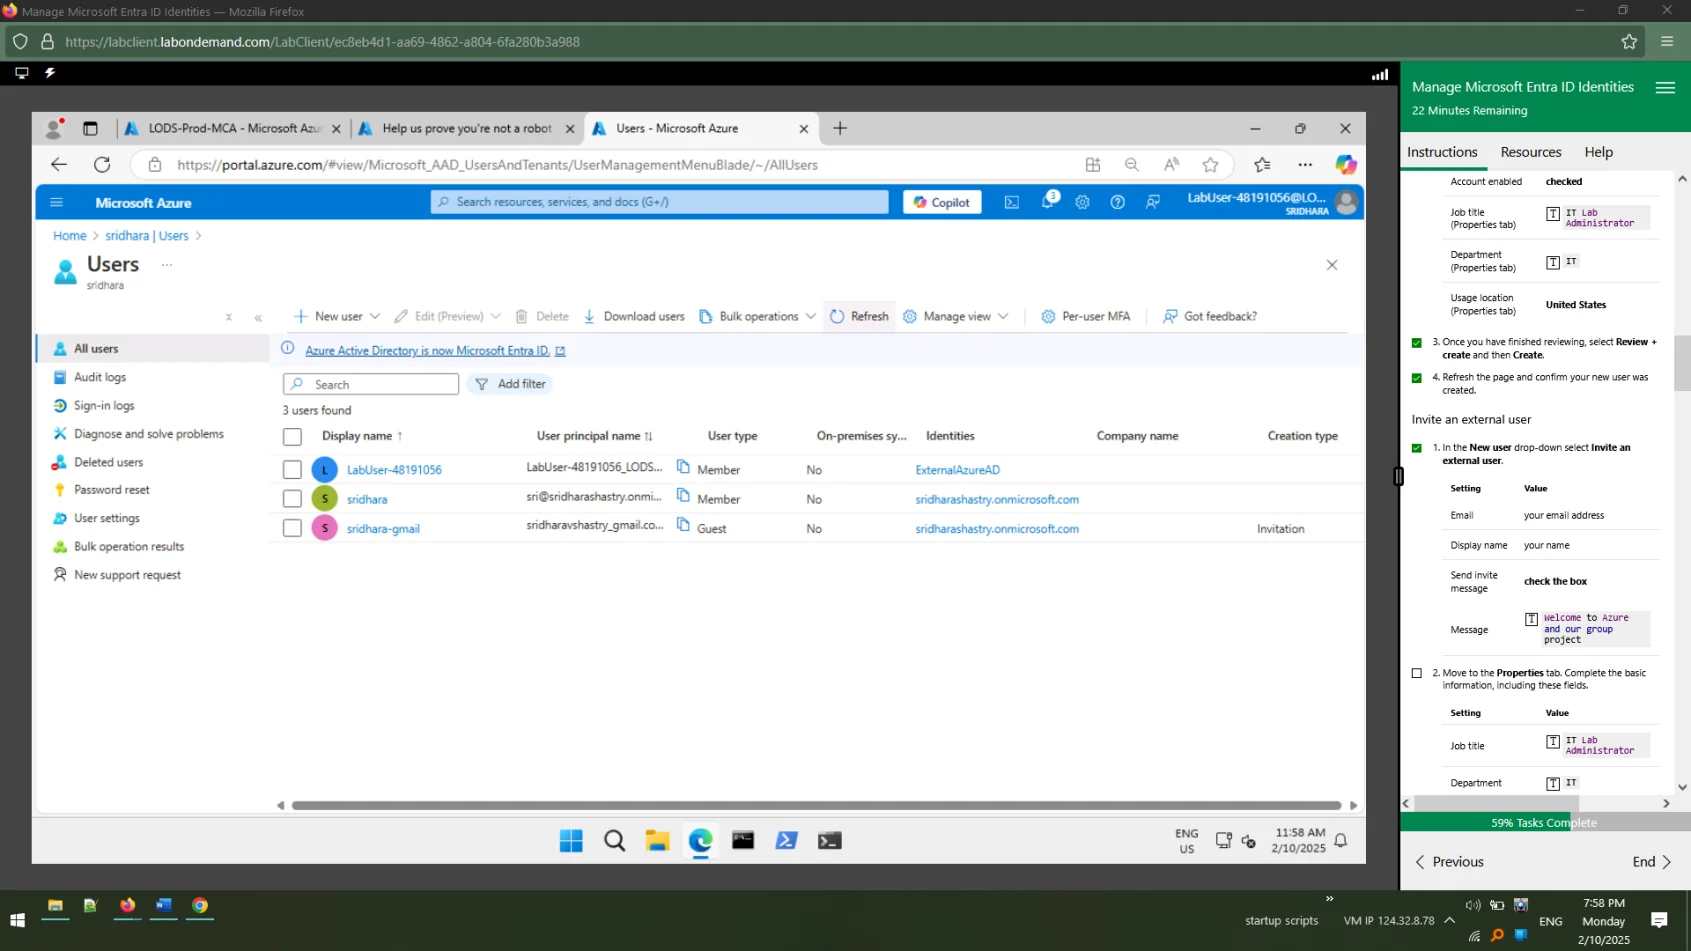 Manage Microsoft Entra ID Identities — Mozilla Firefox
https://labclient.labondemand.com/LabClient/ec8eb4d1-aa69-4862-a804-6fa280b3a988
LODS-Prod-MCA - Microsoft Azu
Help us prove you're not a robot
Users - Microsoft Azure
https://portal.azure.com/#view/Microsoft_AAD_UsersAndTenants/UserManagementMenuBlade/~/AllUsers
Microsoft Azure
Search resources, services, and docs (G+/)
Copilot
3
LabUser-48191056@LO...
SRIDHARA
Home > sridhara | Users >
Users
...
sridhara
New user
Edit (Preview)
Delete
Download users
Bulk operations
Refresh
Manage view
Per-user MFA
Got feedback?
All users
Audit logs
Sign-in logs
Diagnose and solve problems
Deleted users
Password reset
User settings
Bulk operation results
New support request
Azure Active Directory is now Microsoft Entra ID.
Search
Add filter
3 users found
Display name ↑ User principal name ↑↓ User type On-premises sy... Identities Company name Creation type
L LabUser-48191056 LabUser-48191056_LODS... Member No ExternalAzureAD
S sridhara sri@sridharashastry.onmi... Member No sridharashastry.onmicrosoft.com
S sridhara-gmail sridharavshastry_gmail.co... Guest No sridharashastry.onmicrosoft.com Invitation
ENG
US
11:58 AM
2/10/2025
Manage Microsoft Entra ID Identities
22 Minutes Remaining
Instructions Resources Help
Account enabled checked
Job title
(Properties tab)
T IT Lab
Administrator
Department
(Properties tab)
T IT
Usage location
(Properties tab)
United States
3. Once you have finished reviewing, select Review +
create and then Create.
4. Refresh the page and confirm your new user was
created.
Invite an external user
1. In the New user drop-down select Invite an
external user.
Setting Value
Email your email address
Display name your name
Send invite
message
check the box
Message
T Welcome to Azure
and our group
project
2. Move to the Properties tab. Complete the basic
information, including these fields.
Setting Value
Job title
T IT Lab
Administrator
Department T IT
59% Tasks Complete
Previous
End
startup scripts
VM IP 124.32.8.78
ENG
7:58 PM
Monday
2/10/2025